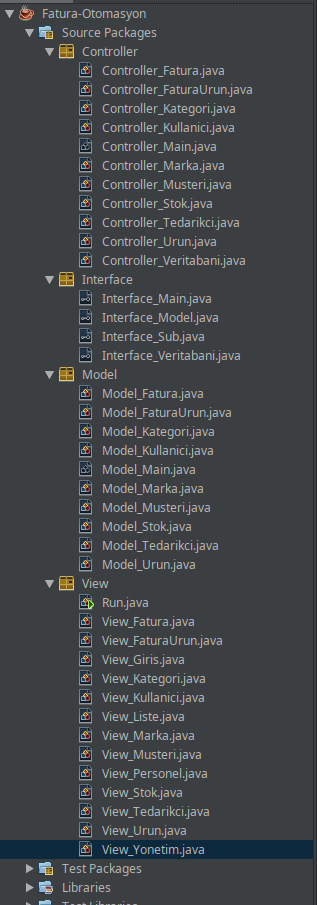 Fatura-Otomasyon
Source Packages
Controller
Controller_Fatura.java
Controller_FaturaUrun.java
Controller_Kategori.java
Controller_Kullanici.java
Controller_Main.java
Controller_Marka.java
Controller_Musteri.java
Controller_Stok.java
Controller_Tedarikci.java
Controller_Urun.java
Controller_Veritabani.java
Interface
Interface_Main.java
Interface_Model.java
Interface_Sub.java
Interface_Veritabani.java
Model
Model_Fatura.java
Model_FaturaUrun.java
Model_Kategori.java
Model_Kullanici.java
Model_Main.java
Model_Marka.java
Model_Musteri.java
Model_Stok.java
Model_Tedarikci.java
Model_Urun.java
View
Run.java
View_Fatura.java
View_FaturaUrun.java
View_Giris.java
View_Kategori.java
View_Kullanici.java
View_Liste.java
View_Marka.java
View_Musteri.java
View_Personel.java
View_Stok.java
View_Tedarikci.java
View_Urun.java
View_Yonetim.java
Test Packages
Libraries
Test Libraries